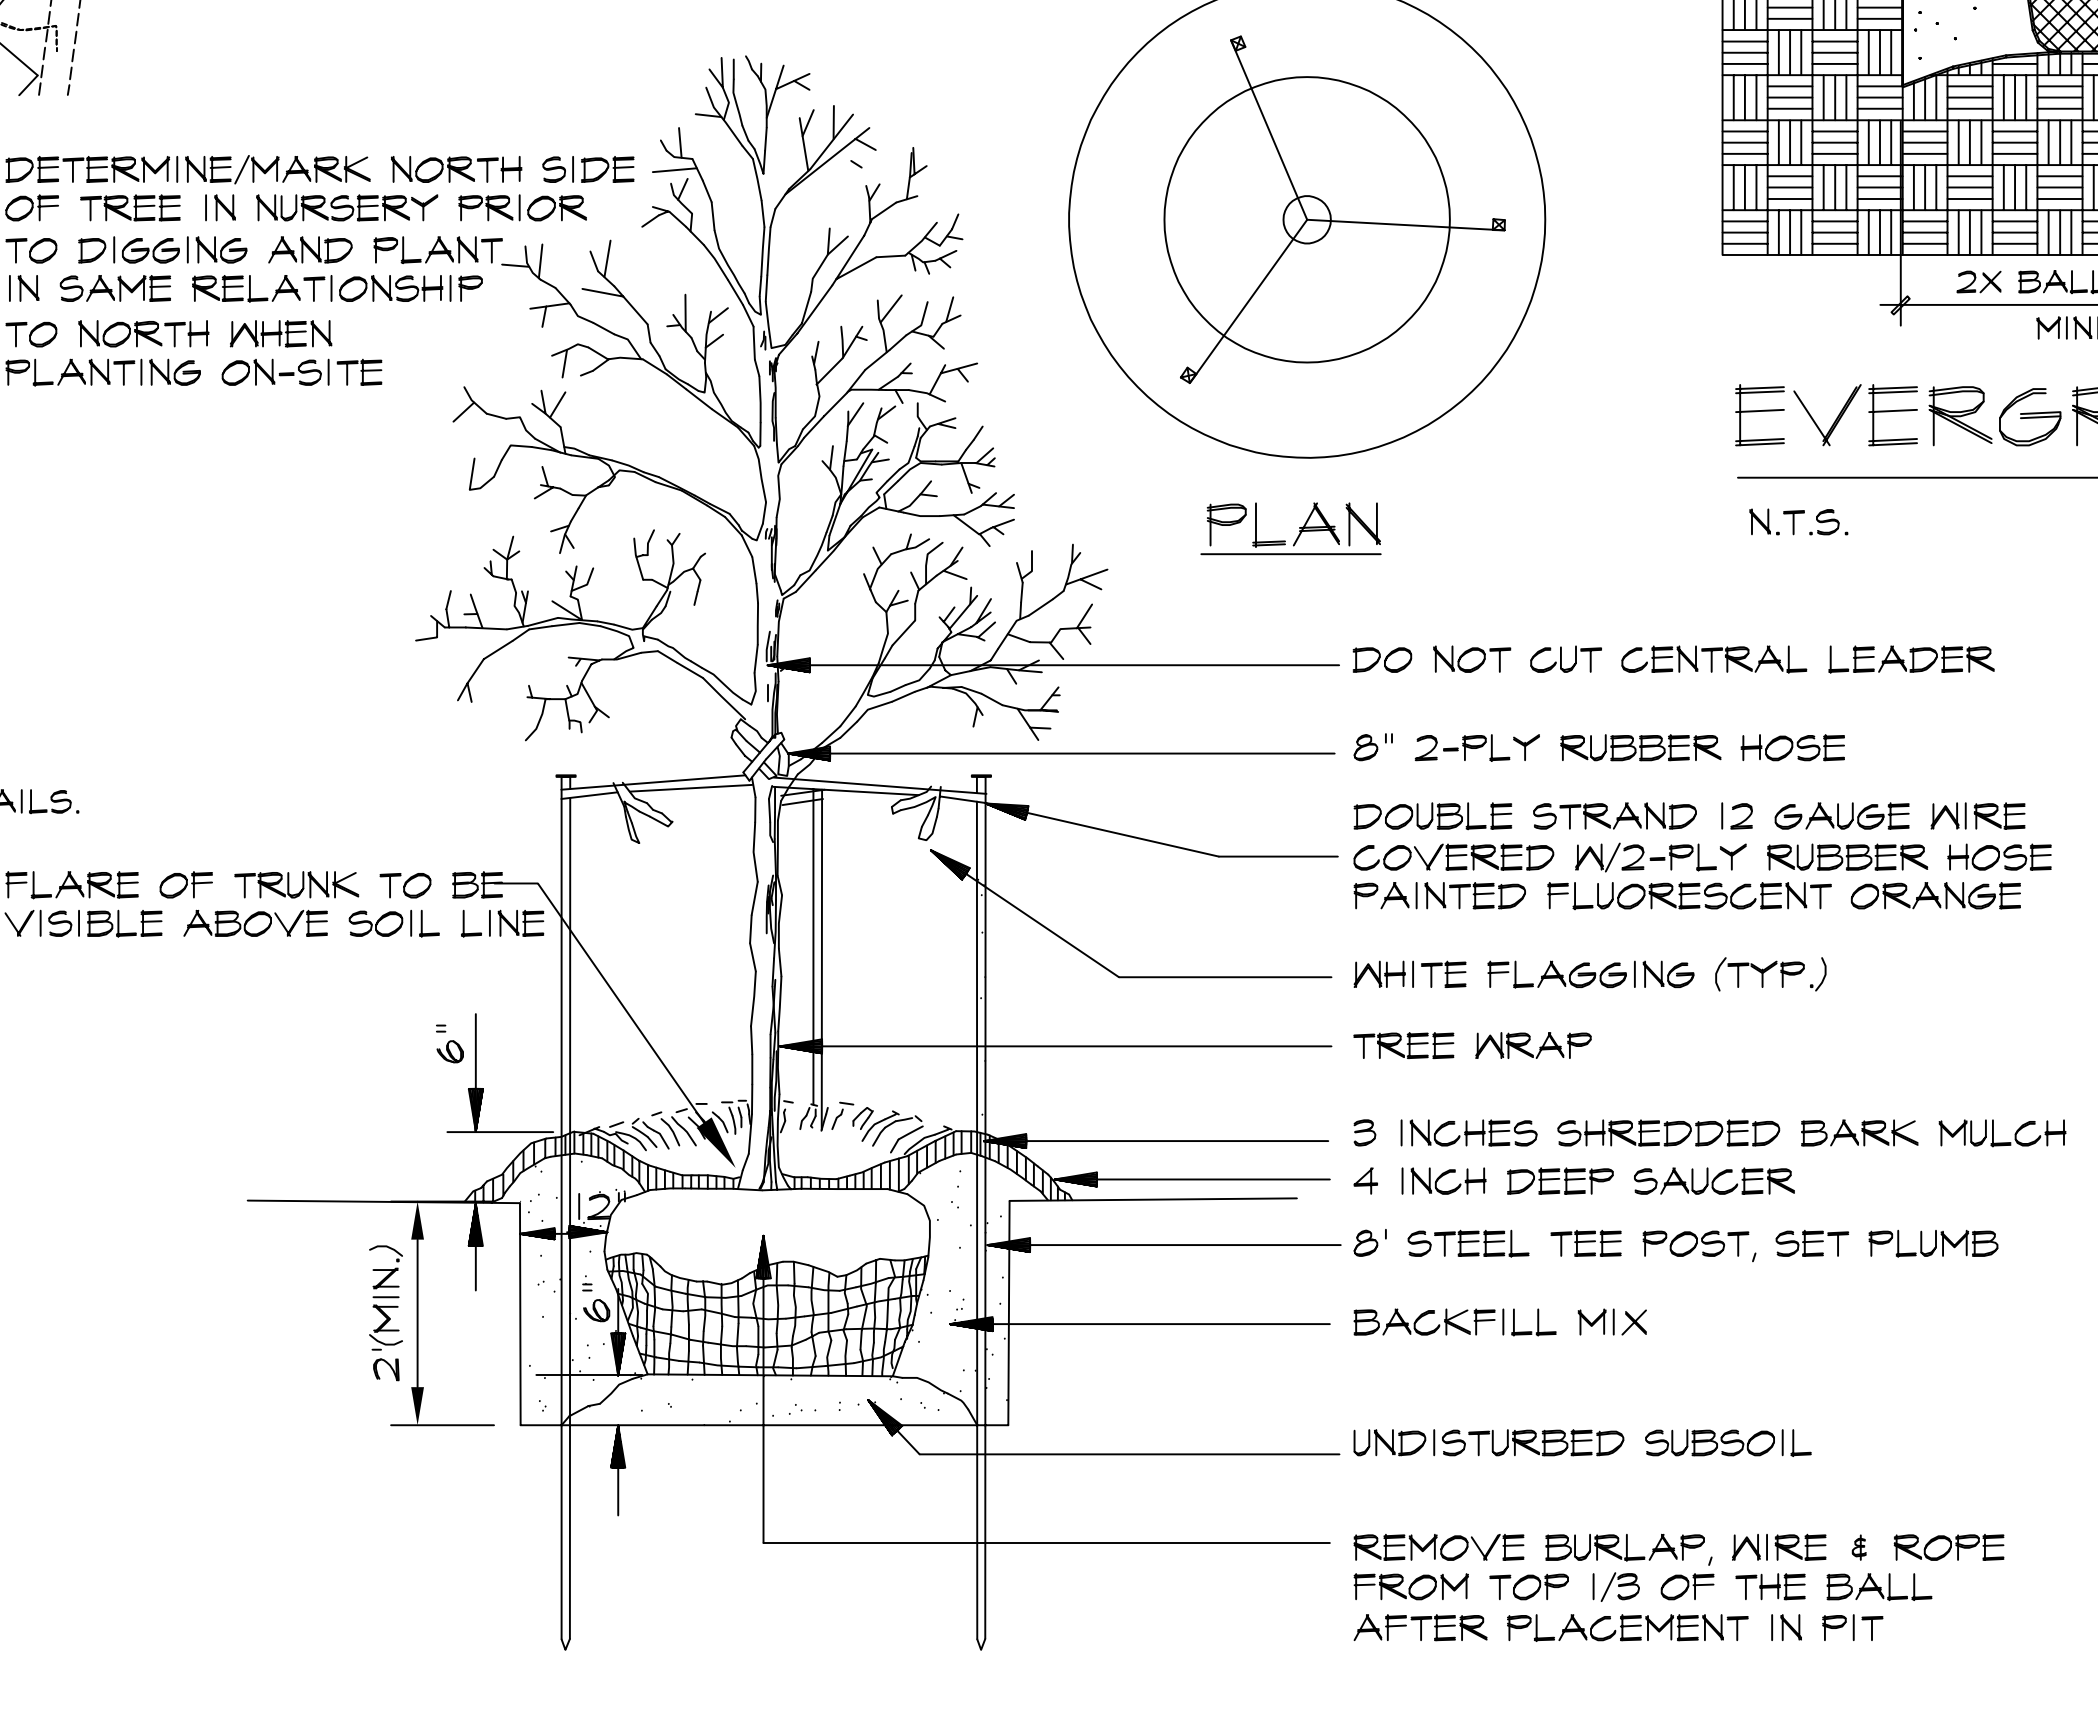 DETERMINE/MARK NORTH SIDE
OF TREE IN NURSERY PRIOR
TO DIGGING AND PLANT
IN SAME RELATIONSHIP
TO NORTH WHEN
PLANTING ON-SITE
PLAN
2X BALL
MIN
EVERGR
N.T.S.
DO NOT CUT CENTRAL LEADER
8" 2-PLY RUBBER HOSE
AILS.
DOUBLE STRAND 12 GAUGE WIRE
COVERED W/2-PLY RUBBER HOSE
PAINTED FLUORESCENT ORANGE
FLARE OF TRUNK TO BE
VISIBLE ABOVE SOIL LINE
WHITE FLAGGING (TYP.)
6"
TREE WRAP
3 INCHES SHREDDED BARK MULCH
4 INCH DEEP SAUCER
12"
8' STEEL TEE POST, SET PLUMB
2'(MIN.)
6"
BACKFILL MIX
UNDISTURBED SUBSOIL
REMOVE BURLAP, WIRE & ROPE
FROM TOP 1/3 OF THE BALL
AFTER PLACEMENT IN PIT